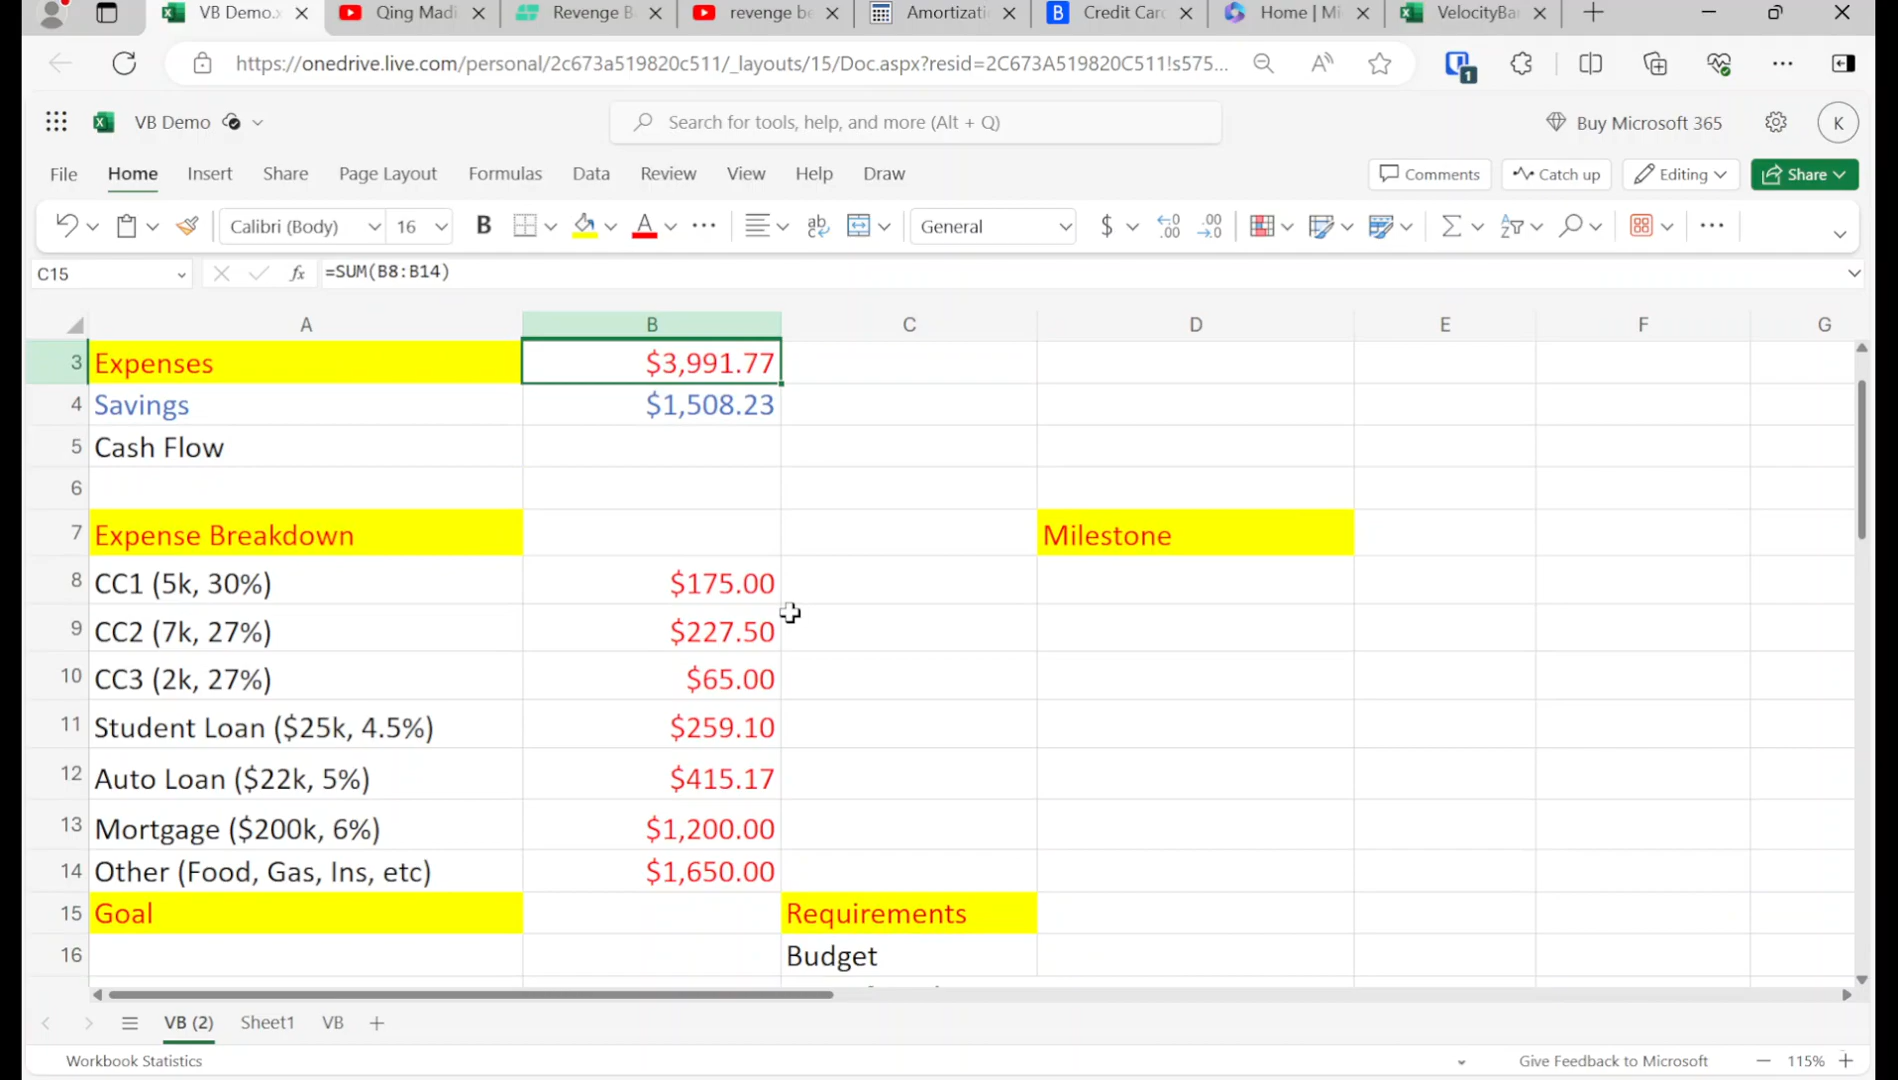 VB Demo.x
Qing Madi
Revenge B
revenge be
Amortizati
Credit Card
Home | Mi
VelocityBa
https://onedrive.live.com/personal/2c673a519820c511/_layouts/15/Doc.aspx?resid=2C673A519820C511!s575...
1
VB Demo
Search for tools, help, and more (Alt + Q)
Buy Microsoft 365
K
File Home Insert Share Page Layout Formulas Data Review View Help Draw
Comments
Catch up
Editing
Share
Calibri (Body)
16
B
A
ab
General
$
C15
fx
=SUM(B8:B14)
A B C D E F G
3 Expenses $3,991.77
4 Savings $1,508.23
5 Cash Flow
6
7 Expense Breakdown Milestone
8 CC1 (5k, 30%) $175.00
9 CC2 (7k, 27%) $227.50
10 CC3 (2k, 27%) $65.00
11 Student Loan ($25k, 4.5%) $259.10
12 Auto Loan ($22k, 5%) $415.17
13 Mortgage ($200k, 6%) $1,200.00
14 Other (Food, Gas, Ins, etc) $1,650.00
15 Goal Requirements
16 Budget
VB (2) Sheet1 VB
Workbook Statistics
Give Feedback to Microsoft
115%